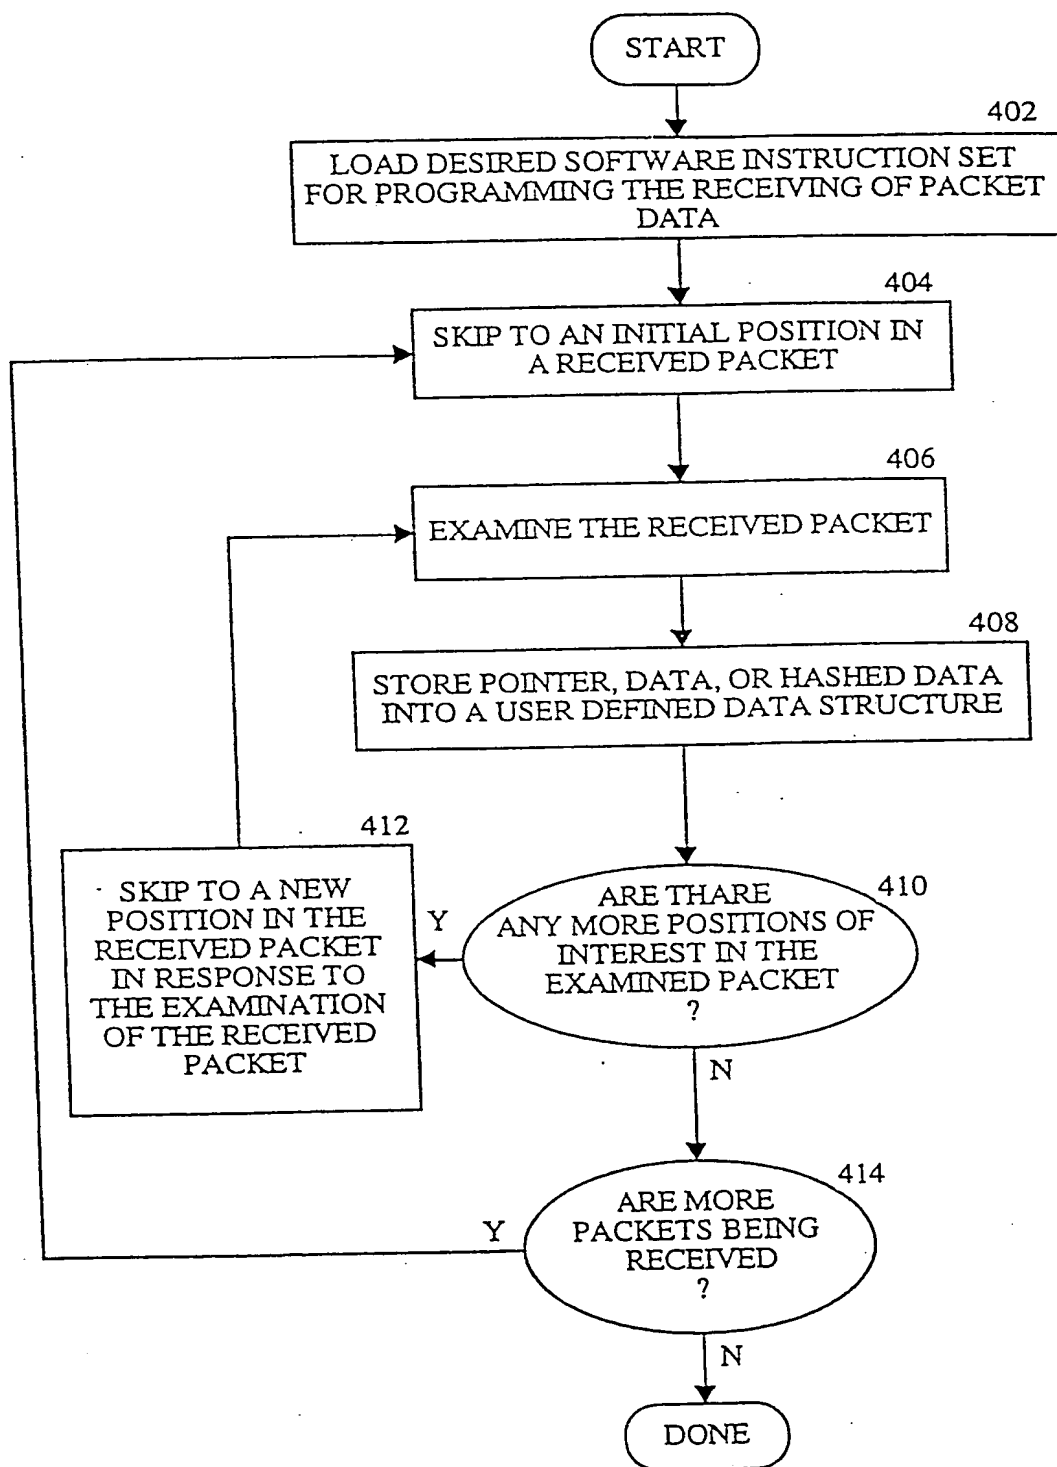 START
402
LOAD DESIRED SOFTWARE INSTRUCTION SET
FOR PROGRAMMING THE RECEIVING OF PACKET
DATA
404
SKIP TO AN INITIAL POSITION IN
A RECEIVED PACKET
406
EXAMINE THE RECEIVED PACKET
408
STORE POINTER, DATA, OR HASHED DATA
INTO A USER DEFINED DATA STRUCTURE
412
SKIP TO A NEW
POSITION IN THE
RECEIVED PACKET
IN RESPONSE TO
THE EXAMINATION
OF THE RECEIVED
PACKET
Y
410
ARE THARE
ANY MORE POSITIONS OF
INTEREST IN THE
EXAMINED PACKET
?
N
414
ARE MORE
PACKETS BEING
RECEIVED
?
Y
N
DONE